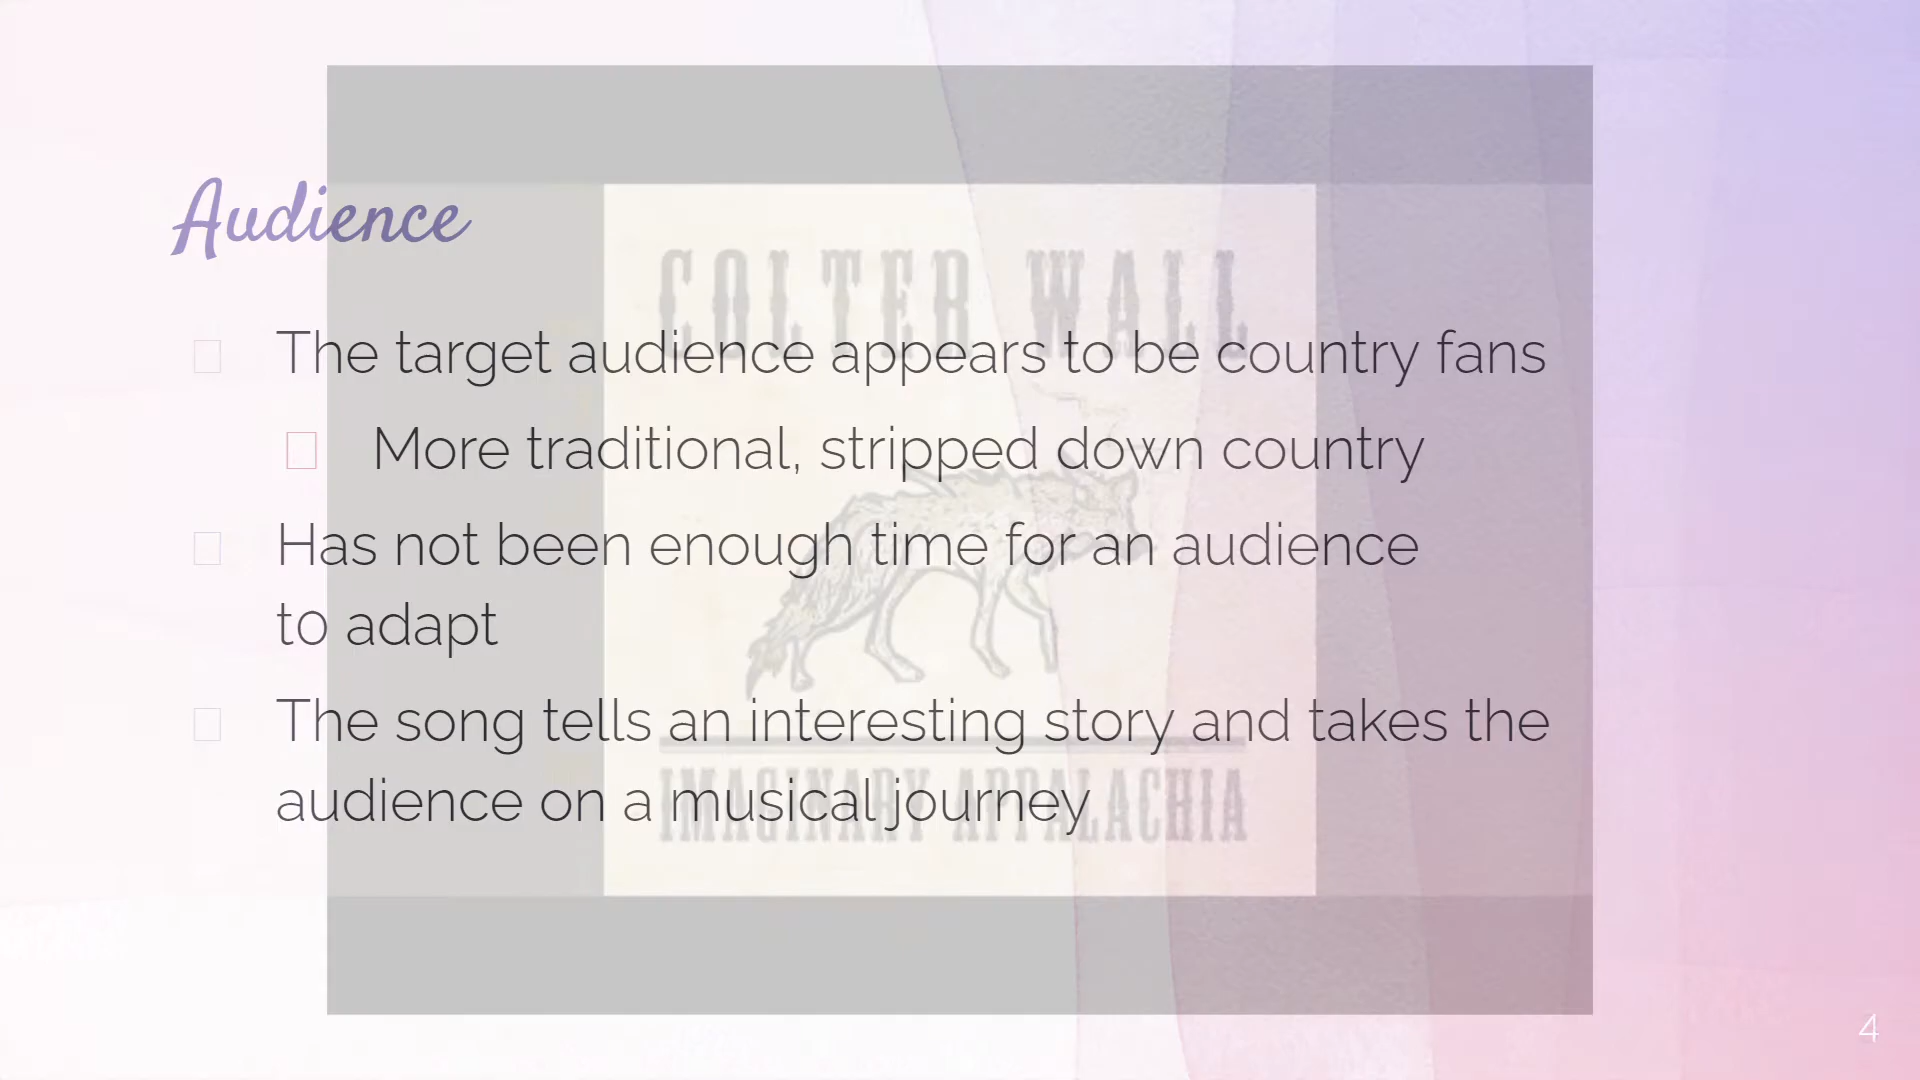 Audience
COLTER WALL
The target audience appears to be country fans
More traditional, stripped down country
Has not been enough time for an audience
to adapt
The song tells an interesting story and takes the
audience on a musical journey
IMAGINARY APPALACHIA
4